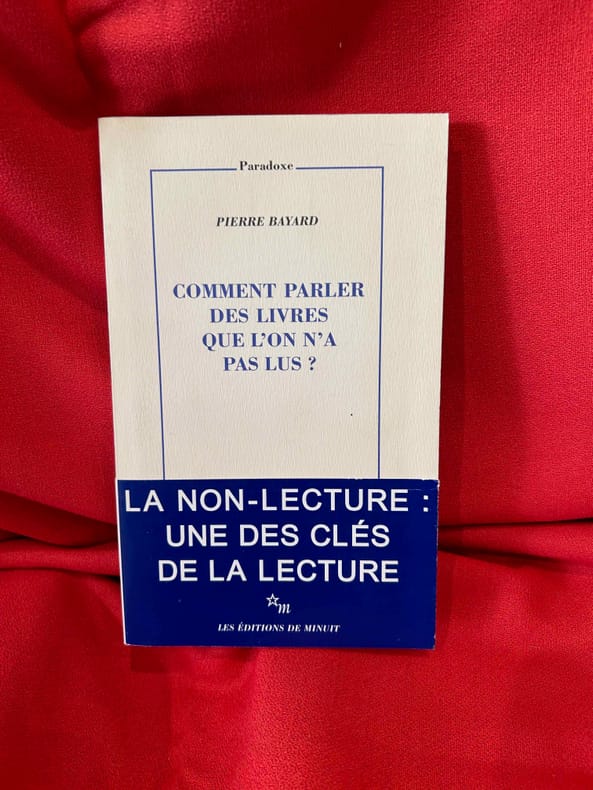 Paradoxe
PIERRE BAYARD
COMMENT PARLER
DES LIVRES
QUE L'ON N'A
PAS LUS ?
LA NON-LECTURE :
UNE DES CLÉS
DE LA LECTURE
m
LES ÉDITIONS DE MINUIT